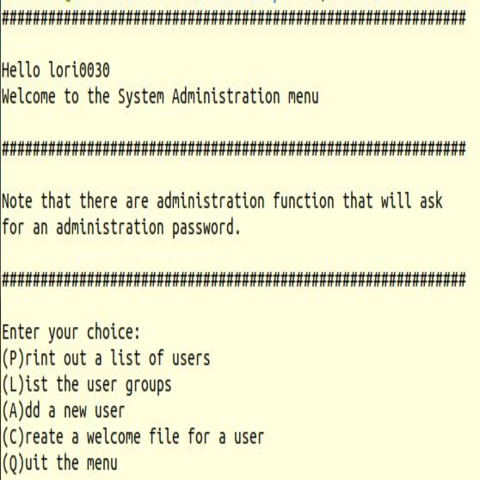 ############################################################
Hello lori0030
Welcome to the System Administration menu
############################################################
Note that there are administration function that will ask
for an administration password.
############################################################
Enter your choice:
(P)rint out a list of users
(L)ist the user groups
(A)dd a new user
(C)reate a welcome file for a user
(Q)uit the menu